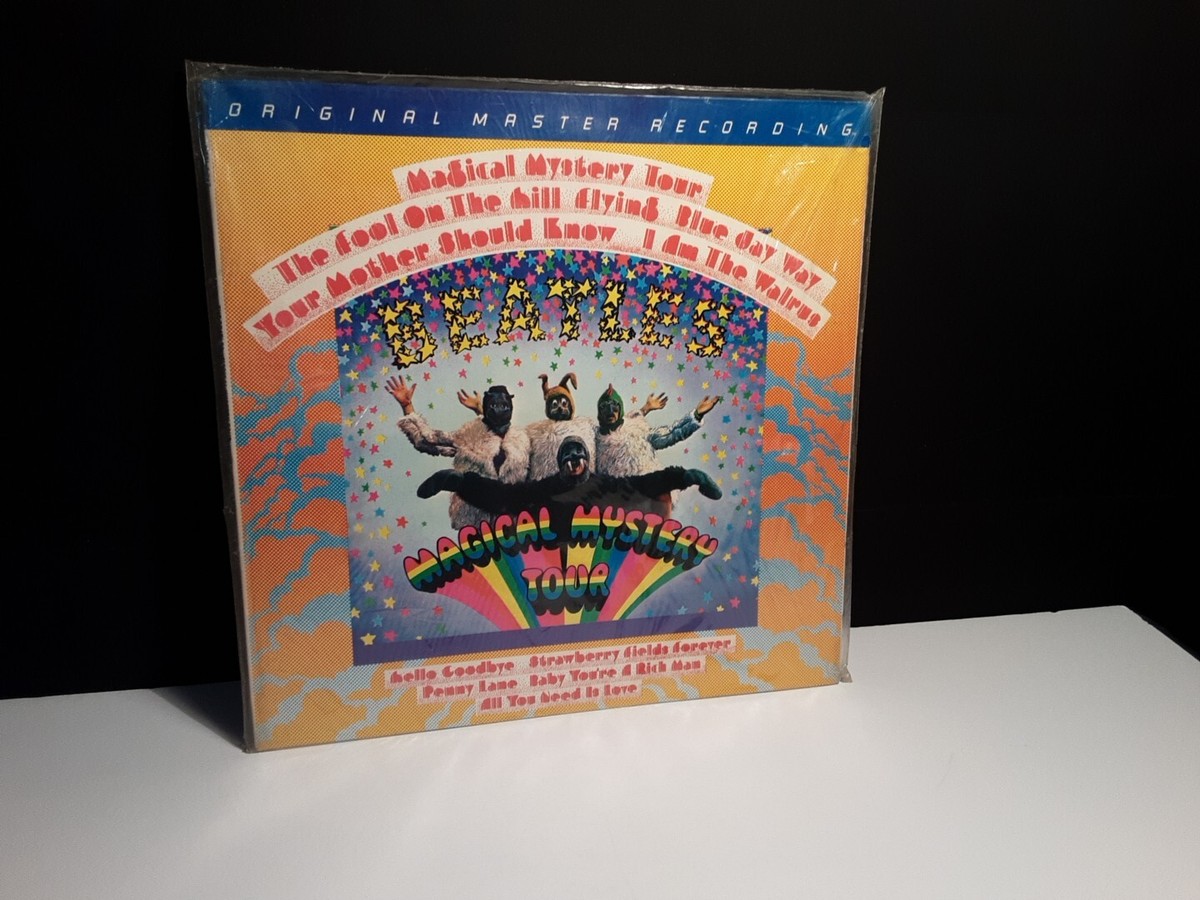 ORIGINAL MASTER RECORDING
Magical Mystery Tour
The Fool On The Hill Flying Blue Jay Way
Your Mother Should Know I Am The Walrus
BEATLES
MAGICAL MYSTERY
TOUR
Hello Goodbye Strawberry Fields Forever
Penny Lane Baby You're A Rich Man
All You Need Is Love